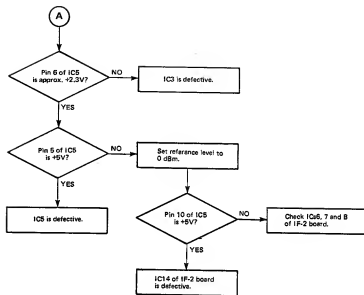 A
Pin 6 of IC5
is approx. +2.3V?
NO
IC3 is defective.
YES
Pin 5 of IC5
is +5V?
NO
Set referance level to
0 dBm.
YES
IC5 is defective.
Pin 10 of IC5
is +5V?
NO
Check ICs6, 7 and 8
of IF-2 board.
YES
IC14 of IF-2 board
is defective.